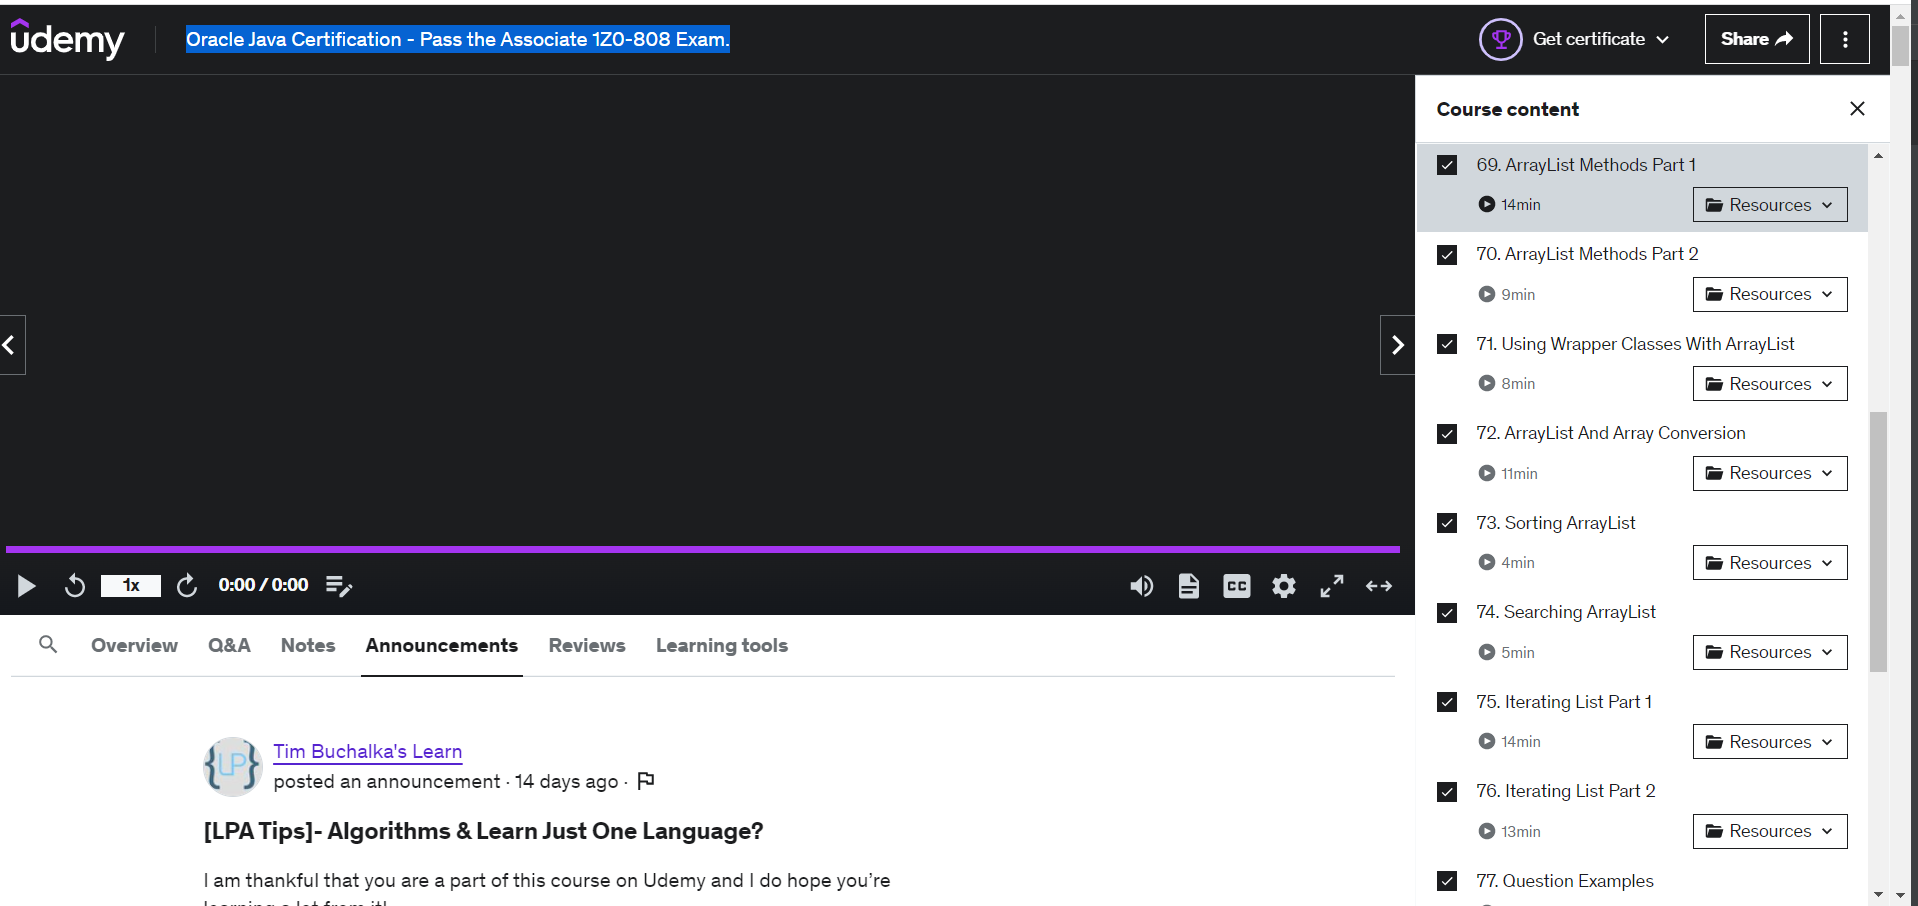 udemy
Oracle Java Certification - Pass the Associate 1Z0-808 Exam.
Get certificate
Share
Course content
69. ArrayList Methods Part 1
14min
Resources
70. ArrayList Methods Part 2
9min
Resources
71. Using Wrapper Classes With ArrayList
8min
Resources
72. ArrayList And Array Conversion
11min
Resources
73. Sorting ArrayList
4min
Resources
74. Searching ArrayList
5min
Resources
75. Iterating List Part 1
14min
Resources
76. Iterating List Part 2
13min
Resources
77. Question Examples
1x
0:00 / 0:00
CC
Overview
Q&A
Notes
Announcements
Reviews
Learning tools
{LP}
Tim Buchalka's Learn
posted an announcement · 14 days ago ·
[LPA Tips]- Algorithms & Learn Just One Language?
I am thankful that you are a part of this course on Udemy and I do hope you’re
learning a lot from it!